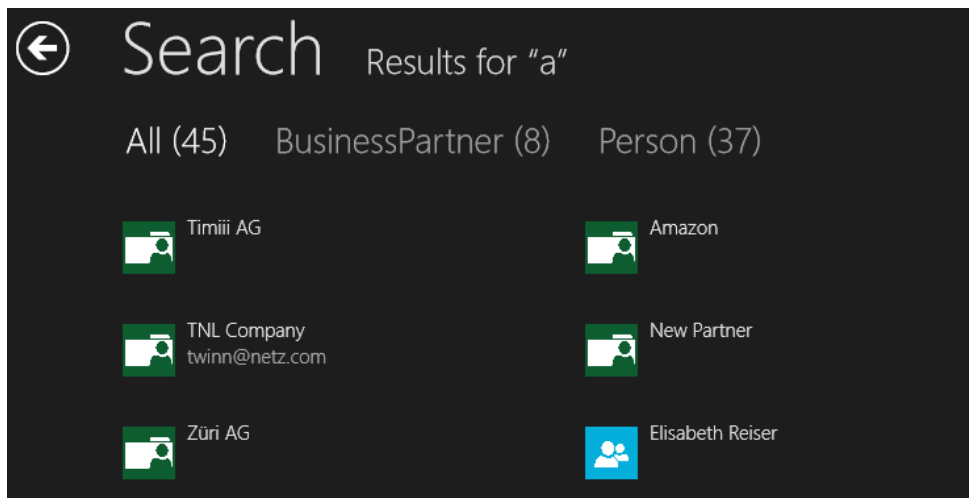 Search Results for “a”
All (45) BusinessPartner (8) Person (37)
Timiii AG
Amazon
TNL Company
twinn@netz.com
New Partner
Züri AG
Elisabeth Reiser